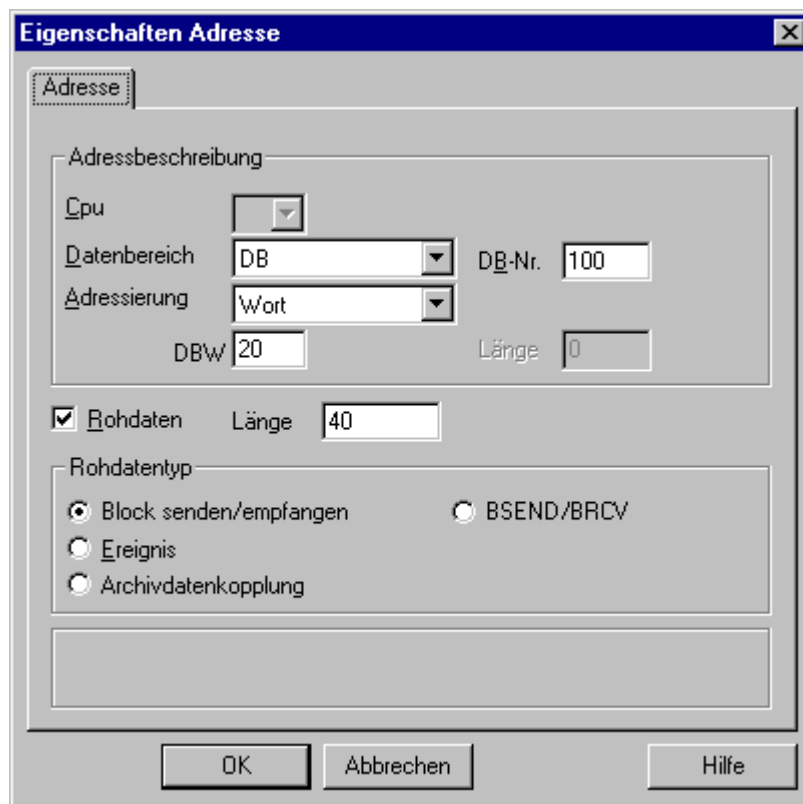 Eigenschaften Adresse
Adresse
Adressbeschreibung
Cpu
Datenbereich DB DB-Nr. 100
Adressierung Wort
DBW 20 Länge 0
Rohdaten Länge 40
Rohdatentyp
Block senden/empfangen BSEND/BRCV
Ereignis
Archivdatenkopplung
OK Abbrechen Hilfe